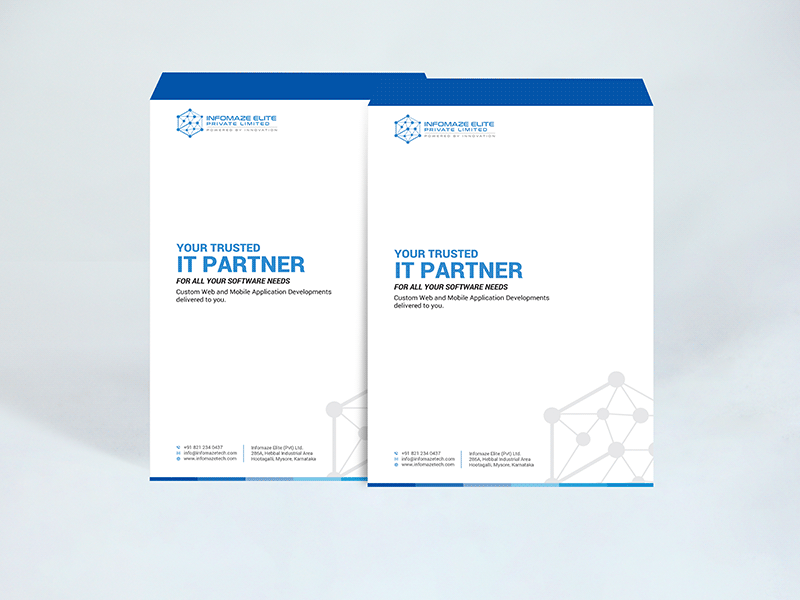 INFOMAZE ELITE
PRIVATE LIMITED
POWERED BY INNOVATION
YOUR TRUSTED
IT PARTNER
FOR ALL YOUR SOFTWARE NEEDS
Custom Web and Mobile Application Developments
delivered to you.
+91 821 234 0437
info@infomazetech.com
www.infomazetech.com
Infomaze Elite (Pvt) Ltd.
286A, Hebbal Industrial Area
Hootagalli, Mysore, Karnataka
INFOMAZE ELITE
PRIVATE LIMITED
POWERED BY INNOVATION
YOUR TRUSTED
IT PARTNER
FOR ALL YOUR SOFTWARE NEEDS
Custom Web and Mobile Application Developments
delivered to you.
+91 821 234 0437
info@infomazetech.com
www.infomazetech.com
Infomaze Elite (Pvt) Ltd.
286A, Hebbal Industrial Area
Hootagalli, Mysore, Karnataka